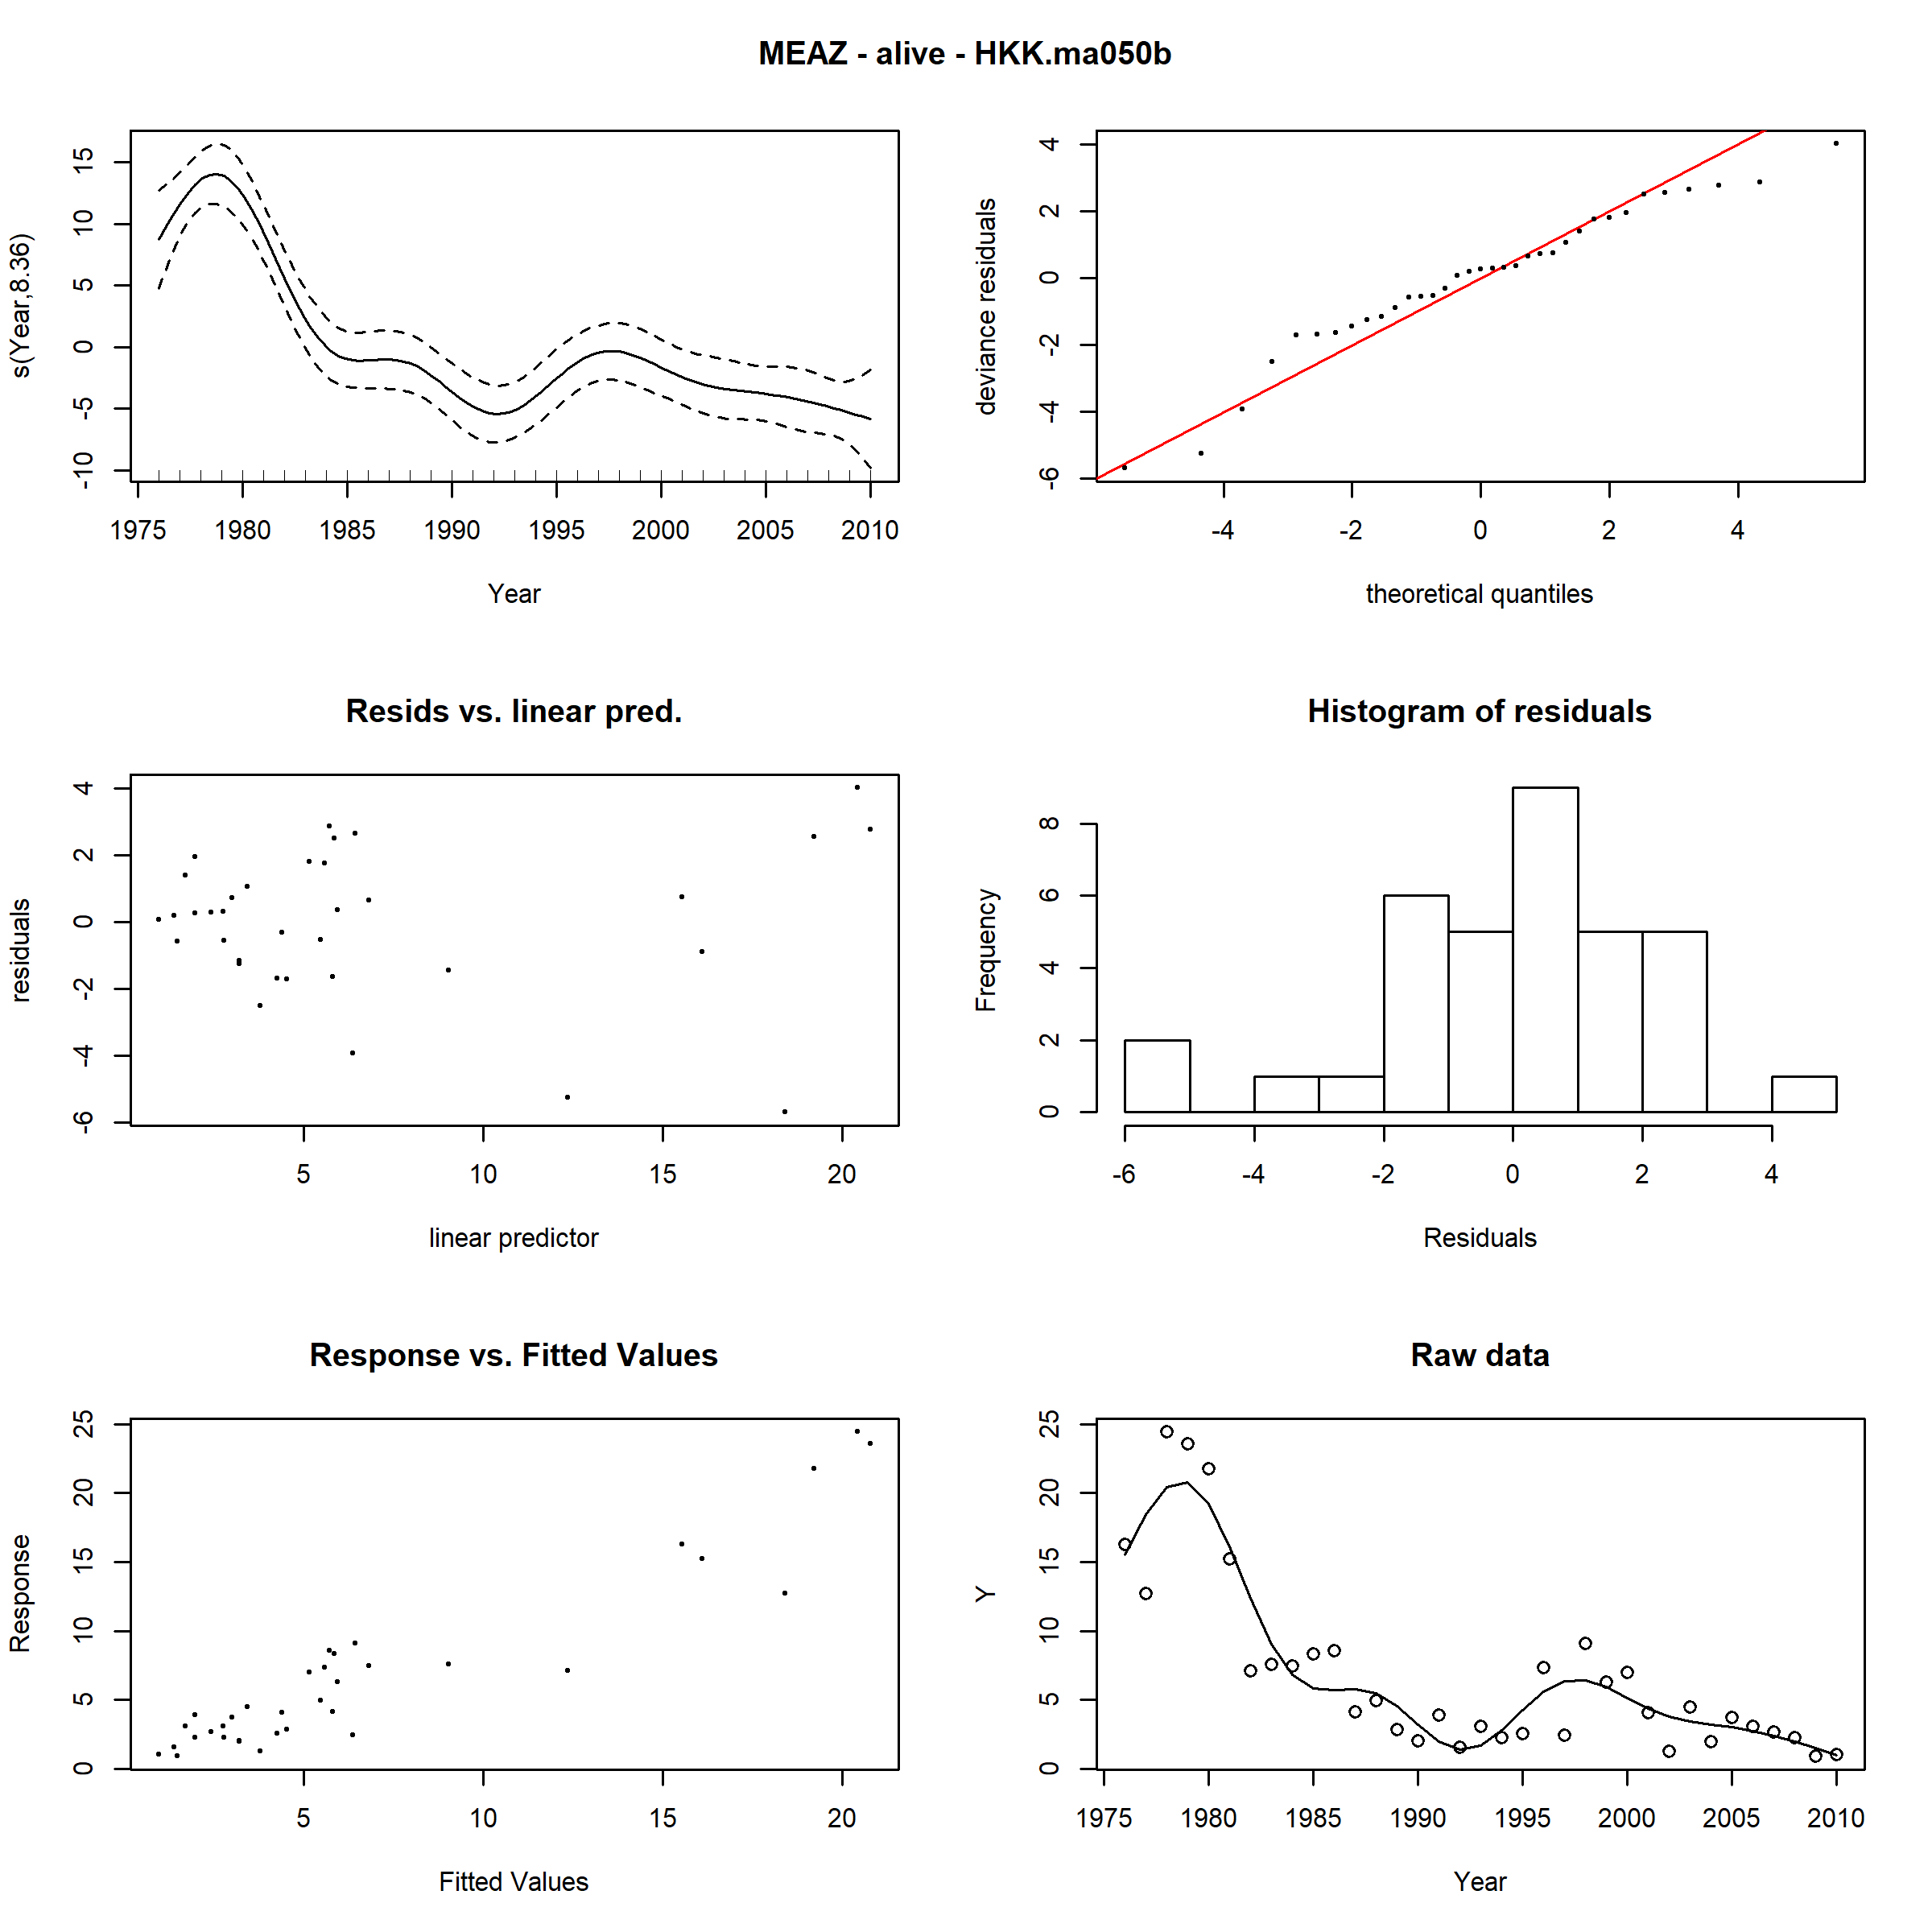 MEAZ - alive - HKK.ma050b
s(Year,8.36)
15
10
5
0
-5
-10
1975 1980 1985 1990 1995 2000 2005 2010
Year
deviance residuals
4
2
0
-2
-4
-6
-4 -2 0 2 4
theoretical quantiles
Resids vs. linear pred.
residuals
4
2
0
-2
-4
-6
5 10 15 20
linear predictor
Histogram of residuals
Frequency
8
6
4
2
0
-6 -4 -2 0 2 4
Residuals
Response vs. Fitted Values
Response
25
20
15
10
5
0
5 10 15 20
Fitted Values
Raw data
Y
25
20
15
10
5
0
1975 1980 1985 1990 1995 2000 2005 2010
Year